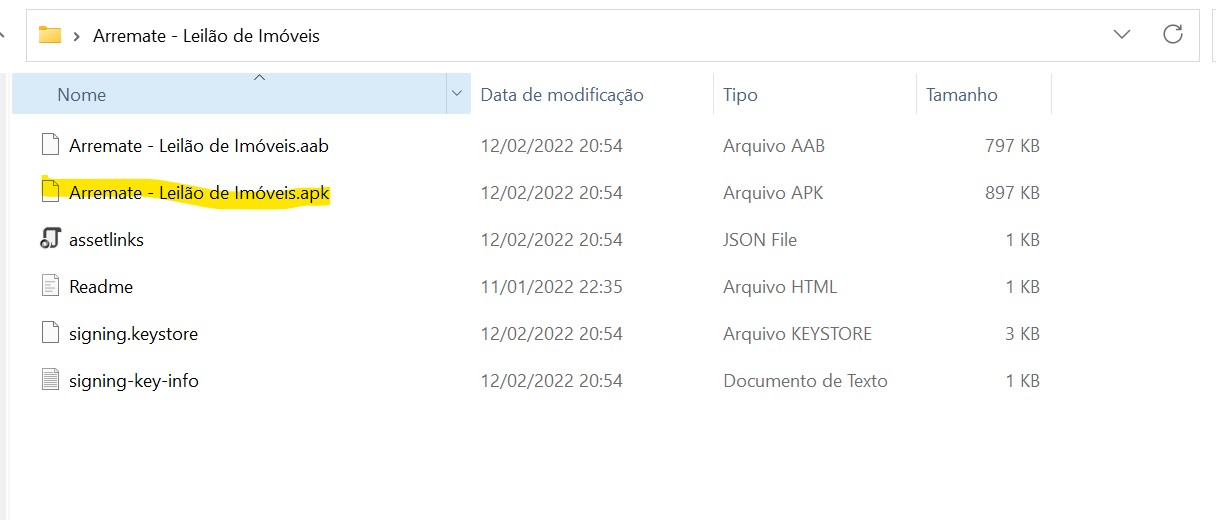 Arremate - Leilão de Imóveis
Nome Data de modificação Tipo Tamanho
Arremate - Leilão de Imóveis.aab 12/02/2022 20:54 Arquivo AAB 797 KB
Arremate - Leilão de Imóveis.apk 12/02/2022 20:54 Arquivo APK 897 KB
assetlinks 12/02/2022 20:54 JSON File 1 KB
Readme 11/01/2022 22:35 Arquivo HTML 1 KB
signing.keystore 12/02/2022 20:54 Arquivo KEYSTORE 3 KB
signing-key-info 12/02/2022 20:54 Documento de Texto 1 KB